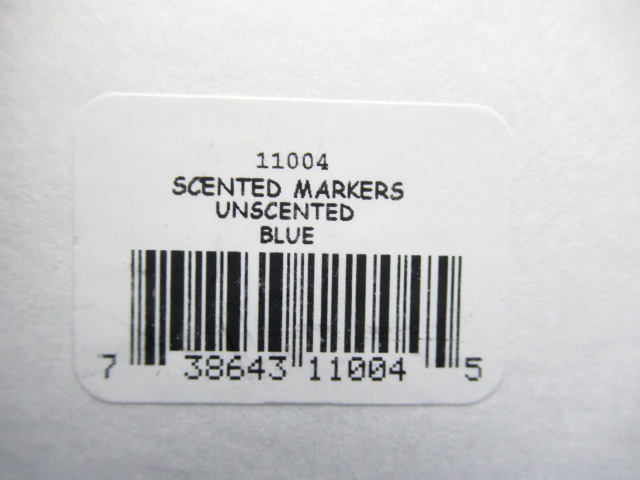 11004
SCENTED MARKERS
UNSCENTED
BLUE
7 38643 11004 5